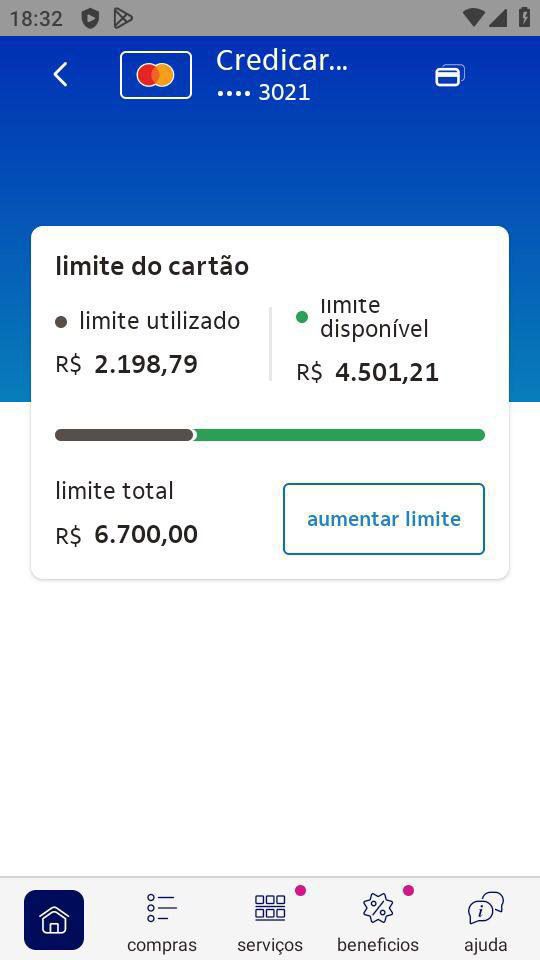 18:32
Credicar...
•••• 3021
limite do cartão
limite utilizado
R$ 2.198,79
limite
disponível
R$ 4.501,21
limite total
R$ 6.700,00
aumentar limite
compras
serviços
beneficios
ajuda